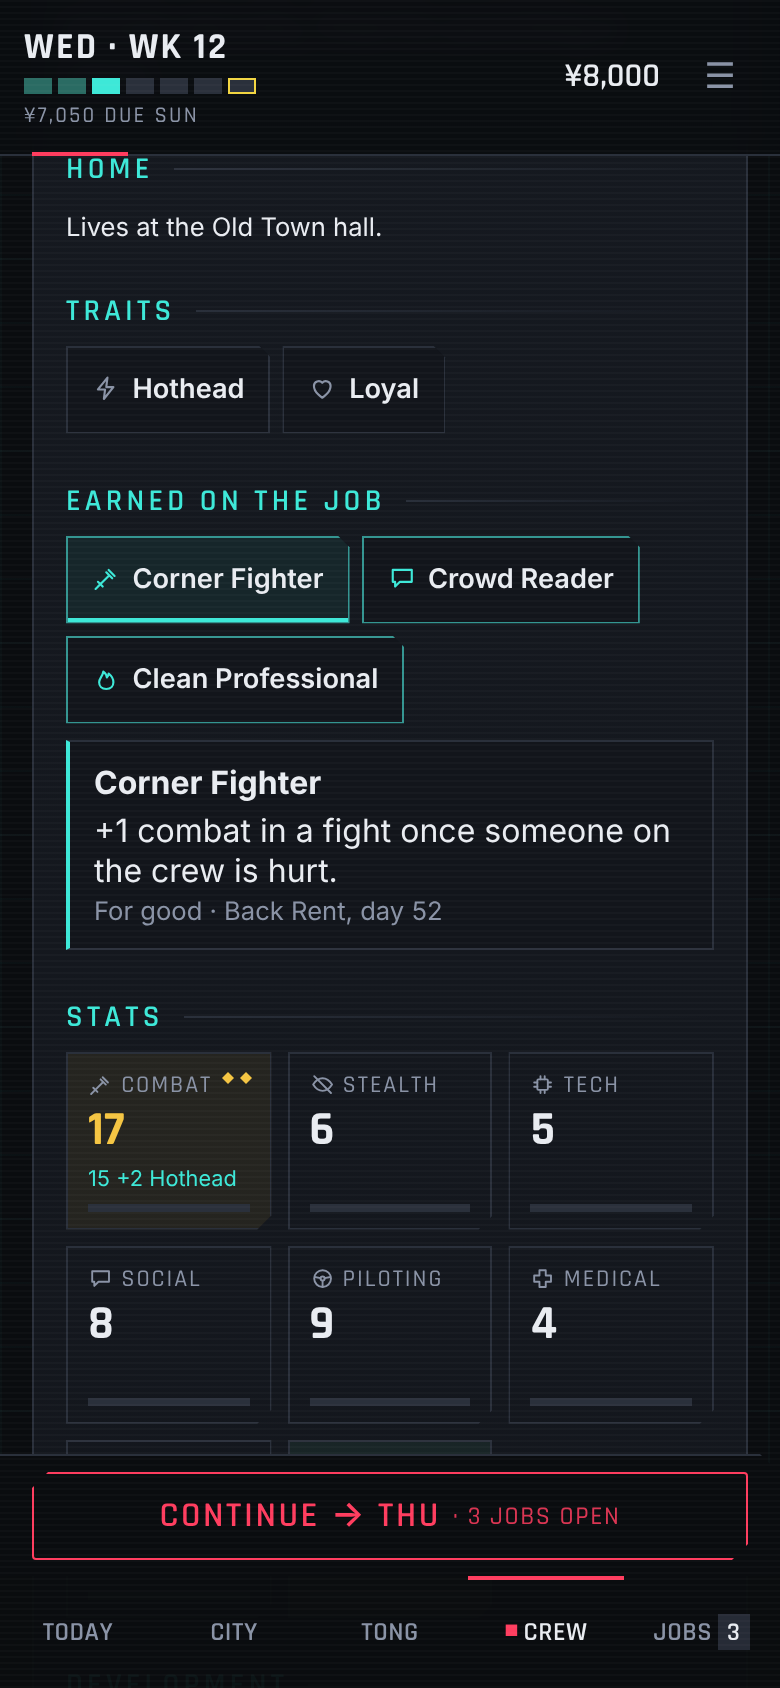 WED · WK 12
¥7,050 DUE SUN
¥8,000
HOME
Lives at the Old Town hall.
TRAITS
Hothead
Loyal
EARNED ON THE JOB
Corner Fighter
Crowd Reader
Clean Professional
Corner Fighter
+1 combat in a fight once someone on
the crew is hurt.
For good · Back Rent, day 52
STATS
COMBAT
17
15 +2 Hothead
STEALTH
6
TECH
5
SOCIAL
8
PILOTING
9
MEDICAL
4
CONTINUE → THU · 3 JOBS OPEN
TODAY
CITY
TONG
CREW
JOBS 3
DEVELOPMENT